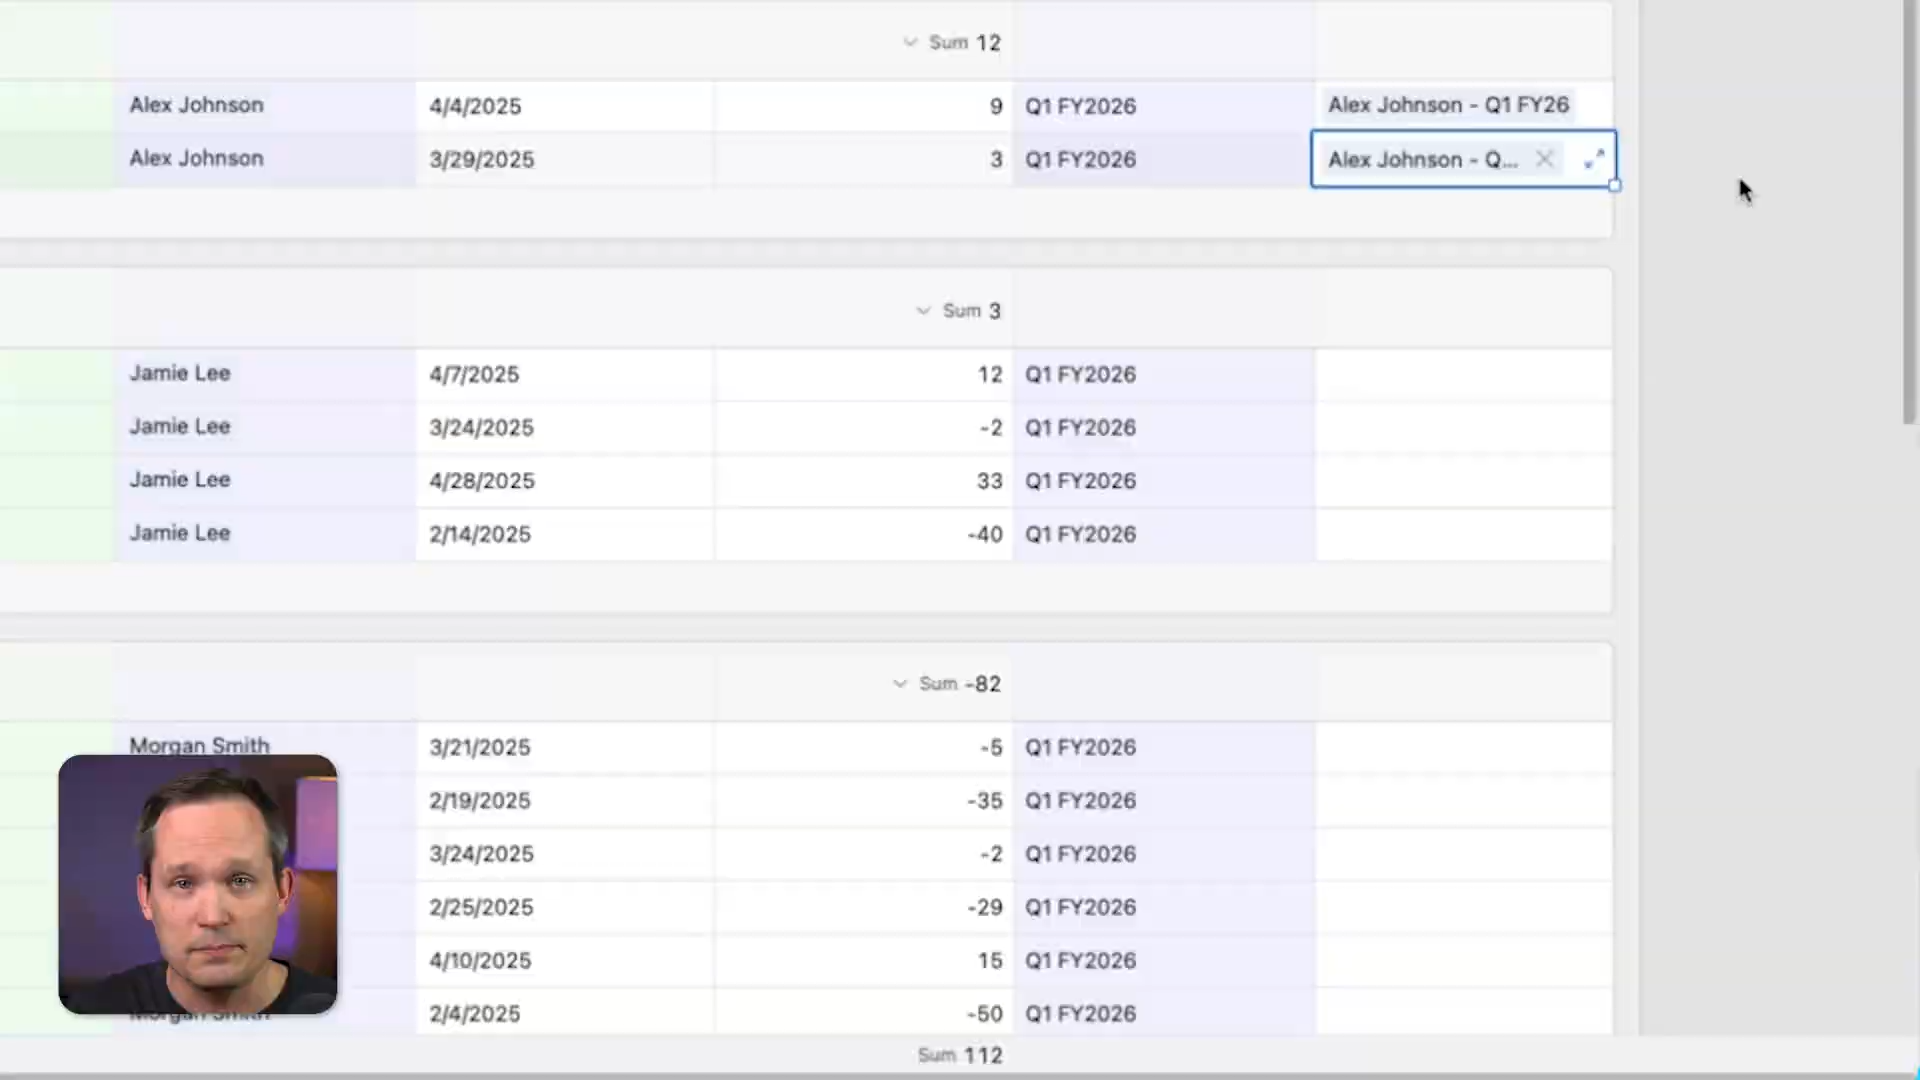 Sum 12
Alex Johnson 4/4/2025 9 Q1 FY2026 Alex Johnson - Q1 FY26
Alex Johnson 3/29/2025 3 Q1 FY2026 Alex Johnson - Q...
Sum 3
Jamie Lee 4/7/2025 12 Q1 FY2026
Jamie Lee 3/24/2025 -2 Q1 FY2026
Jamie Lee 4/28/2025 33 Q1 FY2026
Jamie Lee 2/14/2025 -40 Q1 FY2026
Sum -82
Morgan Smith 3/21/2025 -5 Q1 FY2026
2/19/2025 -35 Q1 FY2026
3/24/2025 -2 Q1 FY2026
2/25/2025 -29 Q1 FY2026
4/10/2025 15 Q1 FY2026
Morgan Smith 2/4/2025 -50 Q1 FY2026
Sum 112